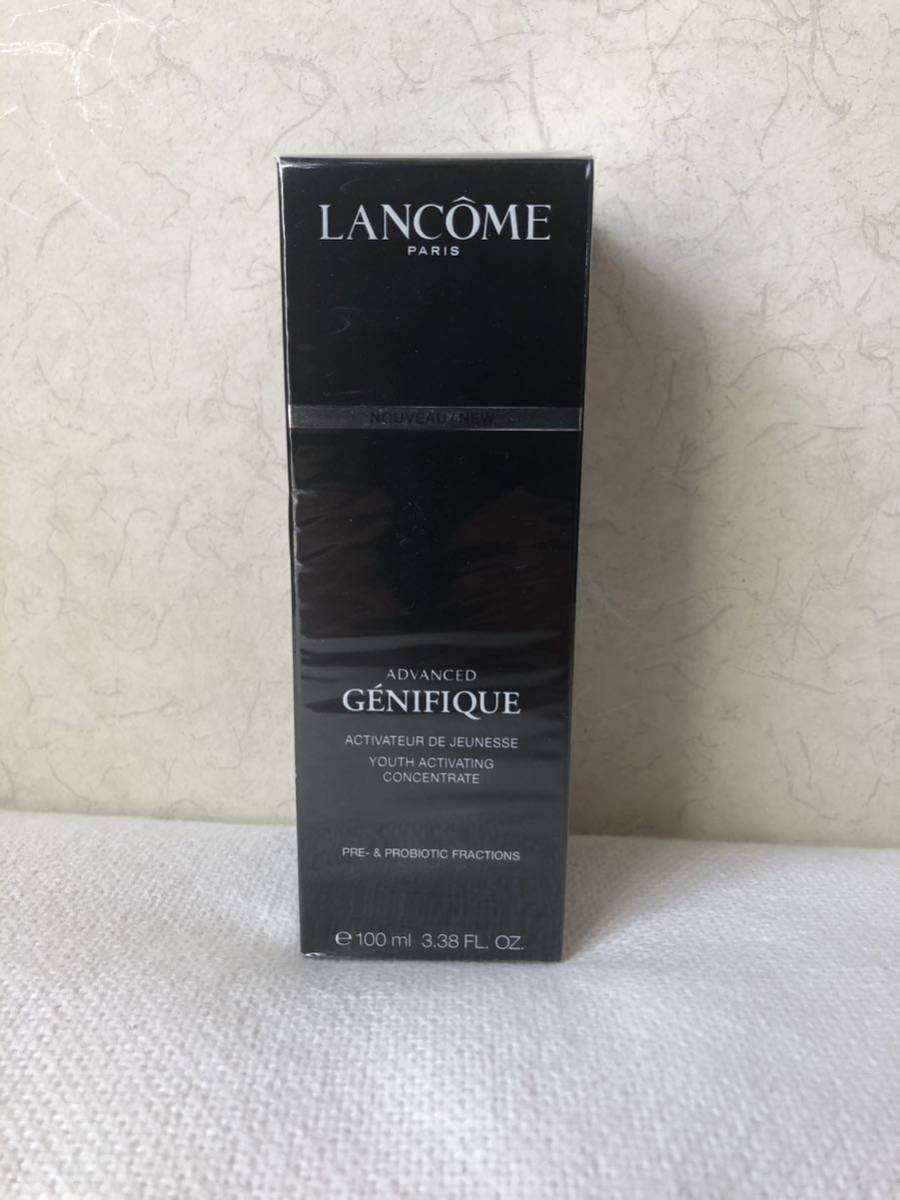 LANCÔME
PARIS
NOUVEAU / NEW
ADVANCED
GÉNIFIQUE
ACTIVATEUR DE JEUNESSE
YOUTH ACTIVATING
CONCENTRATE
PRE- & PROBIOTIC FRACTIONS
℮ 100 ml 3.38 FL. OZ.